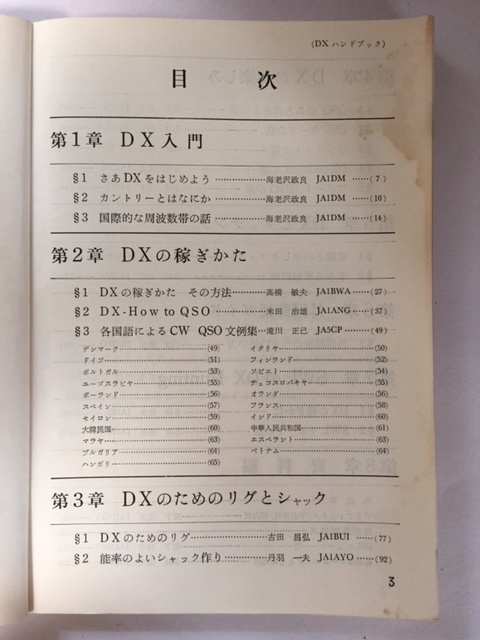 (DXハンドブック)
目 次
第1章 DX入門
§1 さあDXをはじめよう ……………… 海老沢政良 JA1DM ……(7)
§2 カントリーとはなにか ……………… 海老沢政良 JA1DM ……(10)
§3 国際的な周波数帯の話 ……………… 海老沢政良 JA1DM ……(14)
第2章 DXの稼ぎかた
§1 DXの稼ぎかた その方法 ………… 高橋 敏夫 JA1BWA ……(27)
§2 DX・How to QSO ……………… 米田 治雄 JA1ANG ……(37)
§3 各国語によるCW QSO文例集 … 滝川 正己 JA5CP ……(49)
デンマーク ……………… (49) イタリヤ ……………… (50)
ドイツ ……………… (51) フィンランド ……………… (52)
ポルトガル ……………… (53) ソビエト ……………… (54)
ユーゴスラビヤ ……………… (55) チェコスロバキヤ ……………… (55)
ポーランド ……………… (56) オランダ ……………… (56)
スペイン ……………… (57) フランス ……………… (58)
セイロン ……………… (59) インド ……………… (60)
大韓民国 ……………… (60) 中華人民共和国 ……………… (61)
マラヤ ……………… (63) エスペラント ……………… (63)
ブルガリア ……………… (64) ベトナム ……………… (64)
ハンガリー ……………… (65)
第3章 DXのためのリグとシャック
§1 DXのためのリグ ……………… 古田 昌弘 JA1BUI ……(77)
§2 能率のよいシャック作り ……………… 丹羽 一夫 JA1AYO ……(92)
3